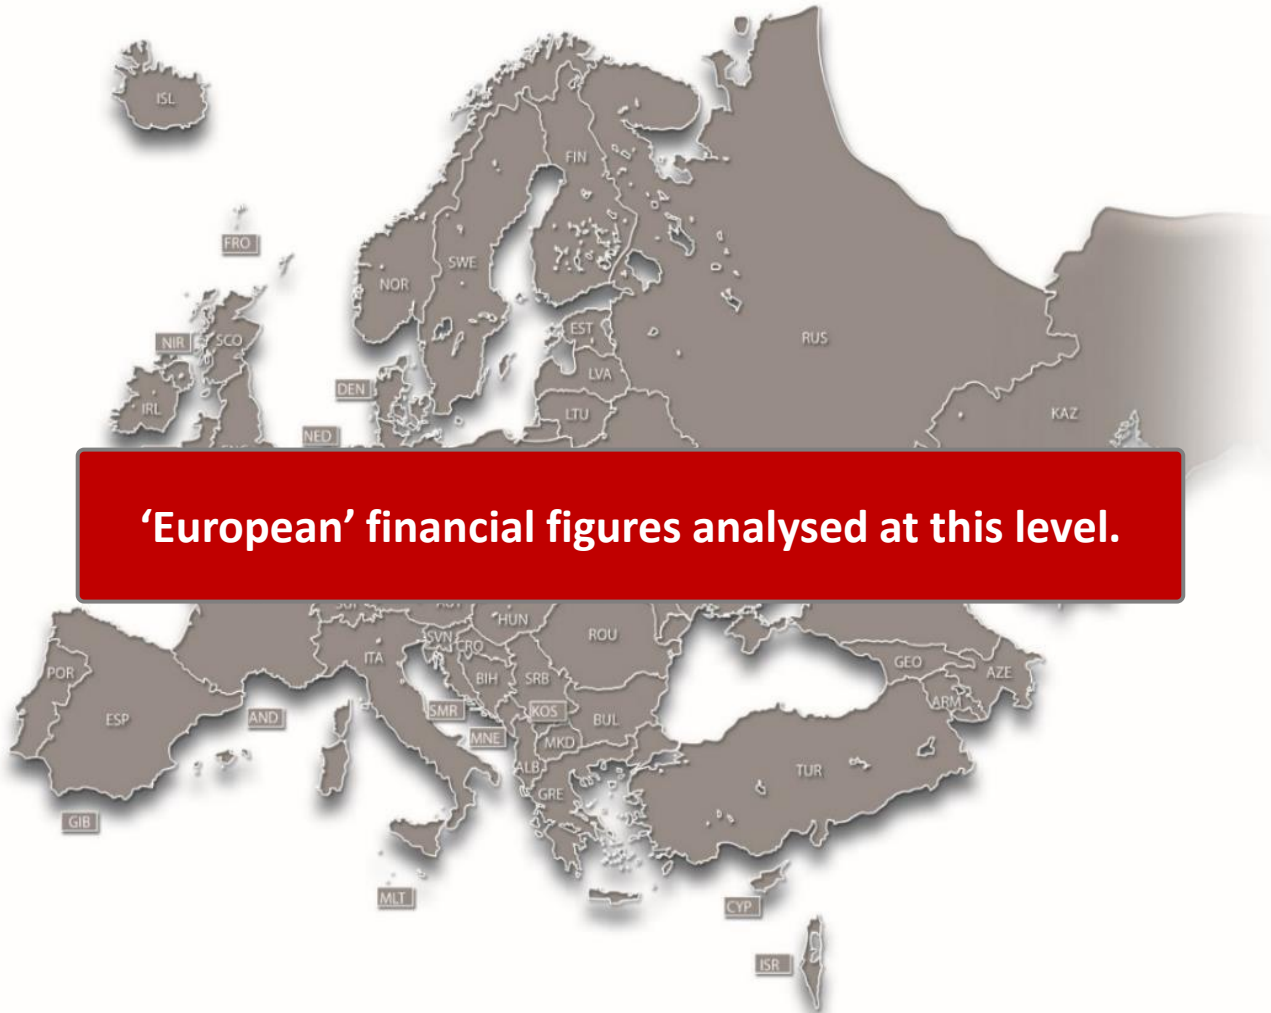 ISL
FIN
FRO
SWE
NOR
EST
RUS
NIR
SCO
LVA
DEN
IRL
LTU
KAZ
NED
‘European’ financial figures analysed at this level.
HUN
ROU
SVN
CRO
ITA
GEO
POR
BIH
SRB
AZE
ARM
SMR
KOS
ESP
AND
BUL
MNE
MKD
ALB
TUR
GRE
GIB
MLT
CYP
ISR